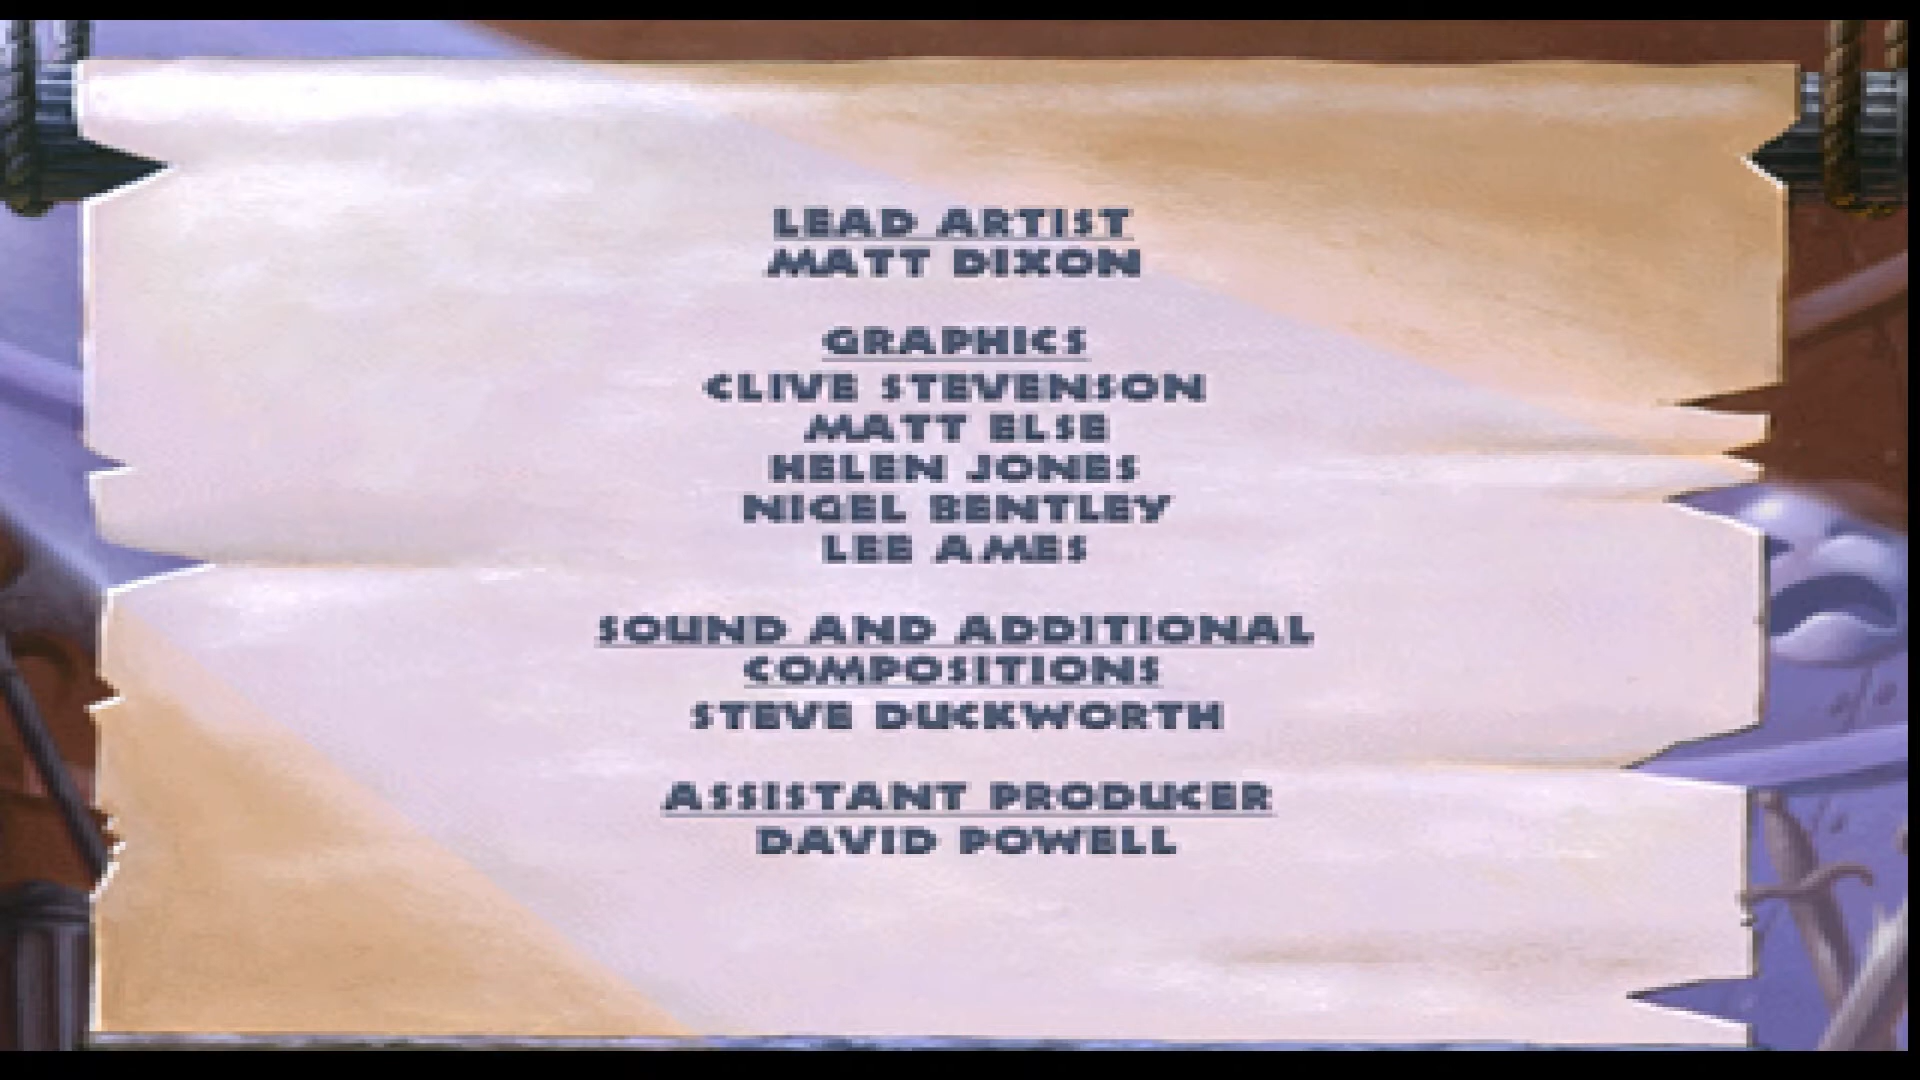 LEAD ARTIST
MATT DIXON
GRAPHICS
CLIVE STEVENSON
MATT ELSE
HELEN JONES
NIGEL BENTLEY
LEE AMES
SOUND AND ADDITIONAL
COMPOSITIONS
STEVE DUCKWORTH
ASSISTANT PRODUCER
DAVID POWELL